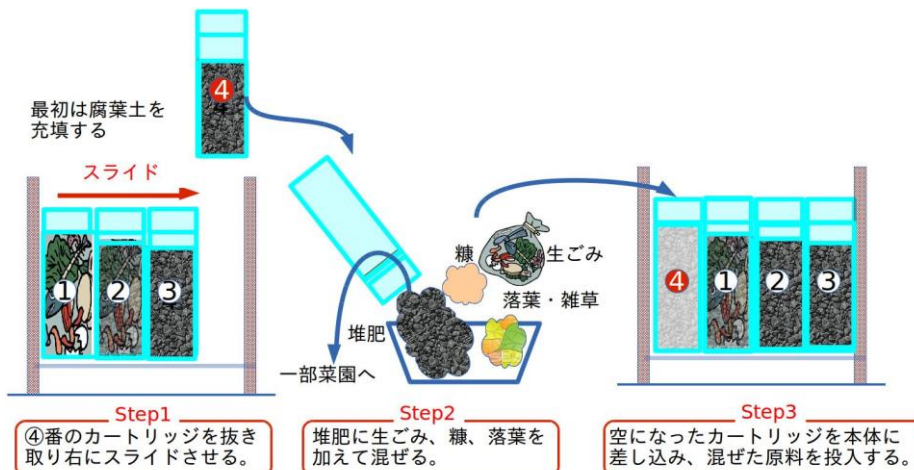 ④
最初は腐葉土を
充填する
スライド
①
②
③
糠
生ごみ
落葉・雑草
堆肥
一部菜園へ
④
①
②
③
Step1
④番のカートリッジを抜き
取り右にスライドさせる。
Step2
堆肥に生ごみ、糠、落葉を
加えて混ぜる。
Step3
空になったカートリッジを本体に
差し込み、混ぜた原料を投入する。